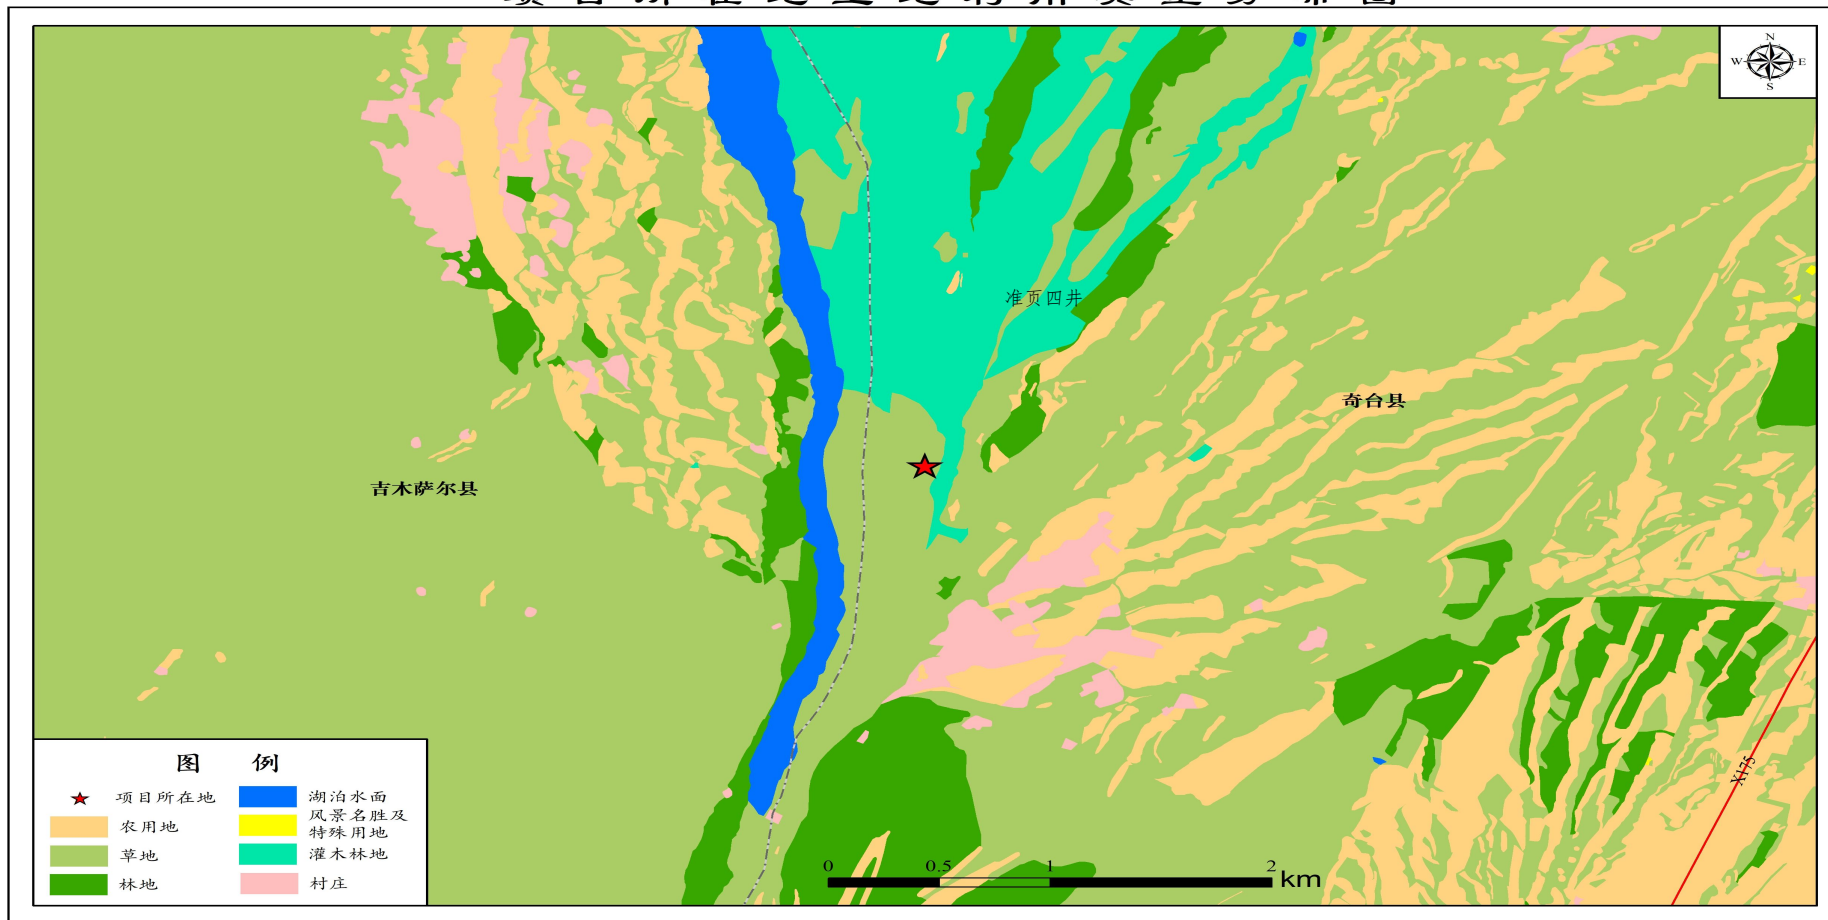 N
W E
S
准页四井
奇台县
吉木萨尔县
X175
图 例
项目所在地
农用地
草地
林地
湖泊水面
风景名胜及
特殊用地
灌木林地
村庄
0 0.5 1 2 km